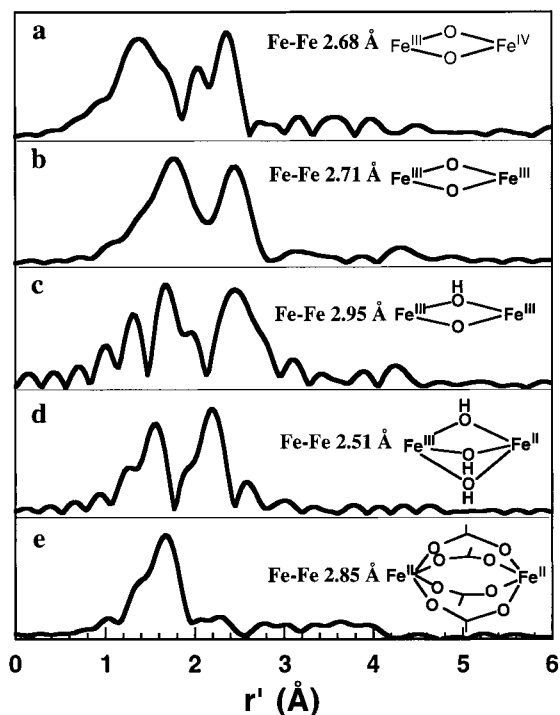 a
Fe-Fe 2.68 Å
Fe^III O O Fe^IV
b
Fe-Fe 2.71 Å
Fe^III O O Fe^III
c
Fe-Fe 2.95 Å
H
Fe^III O O Fe^III
d
Fe-Fe 2.51 Å
H
O
Fe^III O Fe^II
H
O
H
e
Fe-Fe 2.85 Å
O O
O O
Fe^II Fe^II
O O
O O
0 1 2 3 4 5 6
r' (Å)